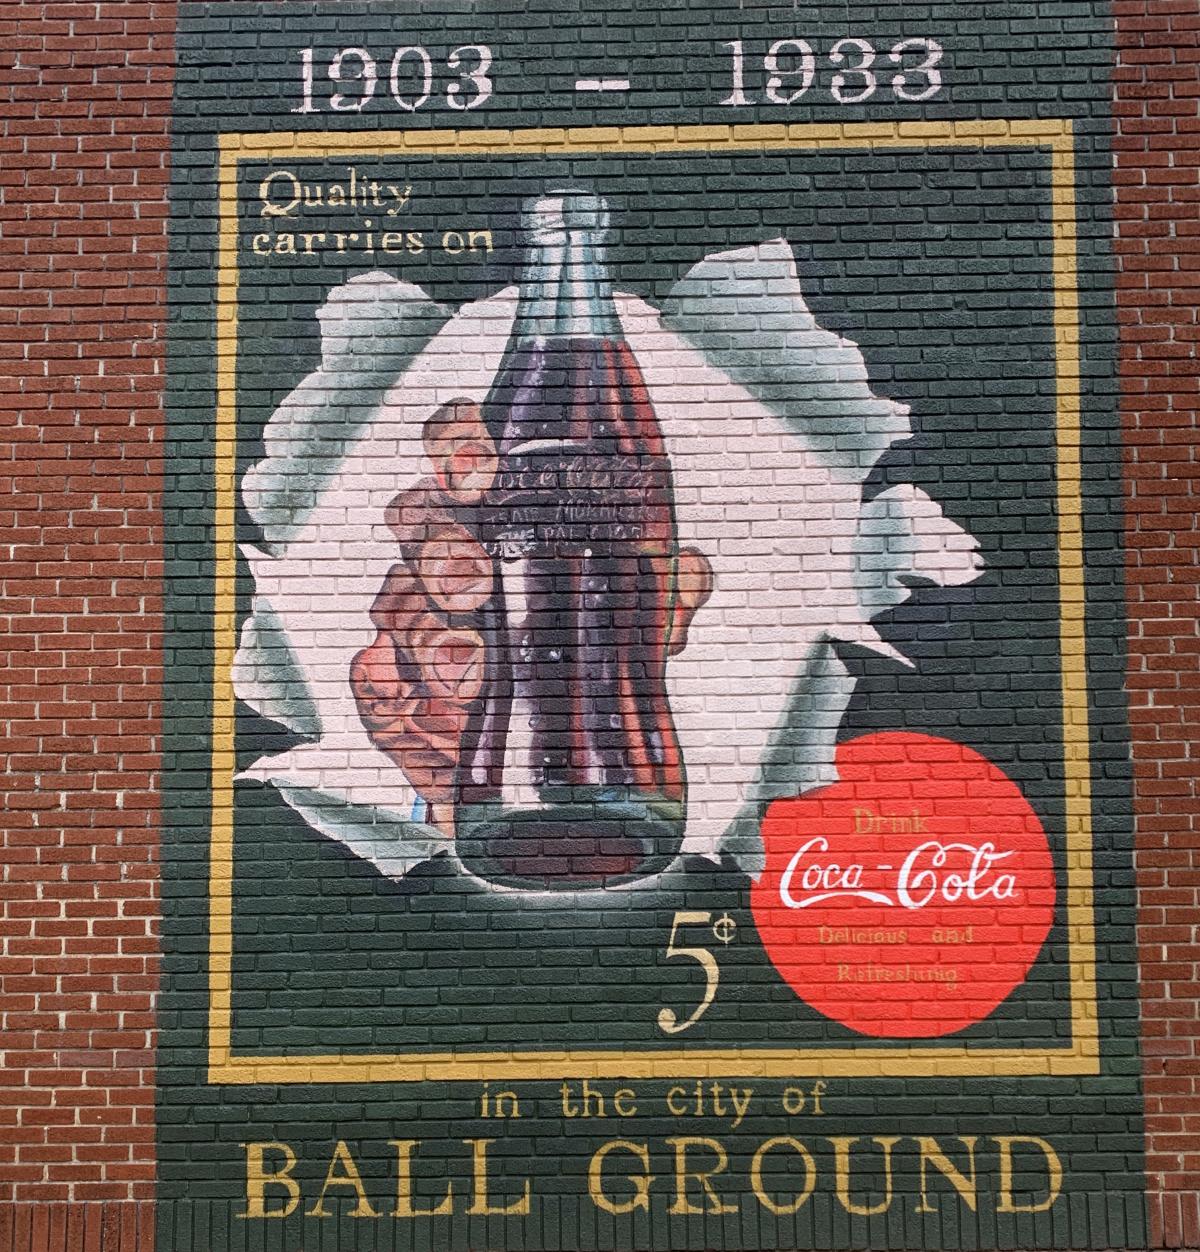 1903 - 1933
Quality
carries on
Drink
Coca-Cola
Delicious and
Refreshing
5¢
in the city of
BALL GROUND